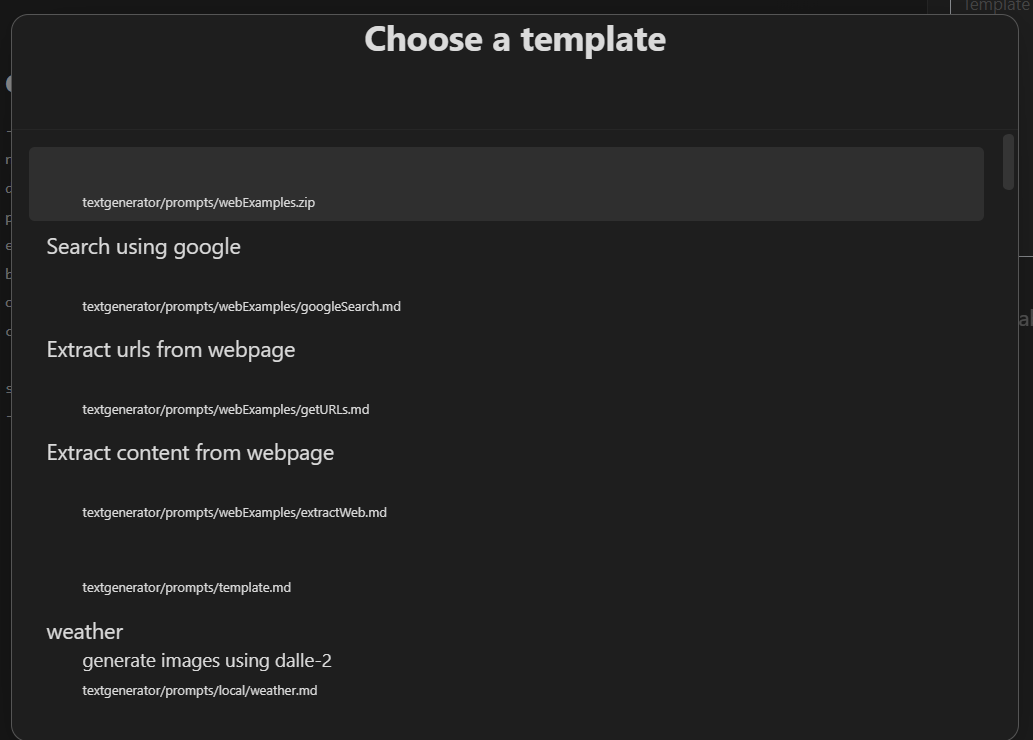 Template
Choose a template
textgenerator/prompts/webExamples.zip
Search using google
textgenerator/prompts/webExamples/googleSearch.md
Extract urls from webpage
textgenerator/prompts/webExamples/getURLs.md
Extract content from webpage
textgenerator/prompts/webExamples/extractWeb.md
textgenerator/prompts/template.md
weather
generate images using dalle-2
textgenerator/prompts/local/weather.md